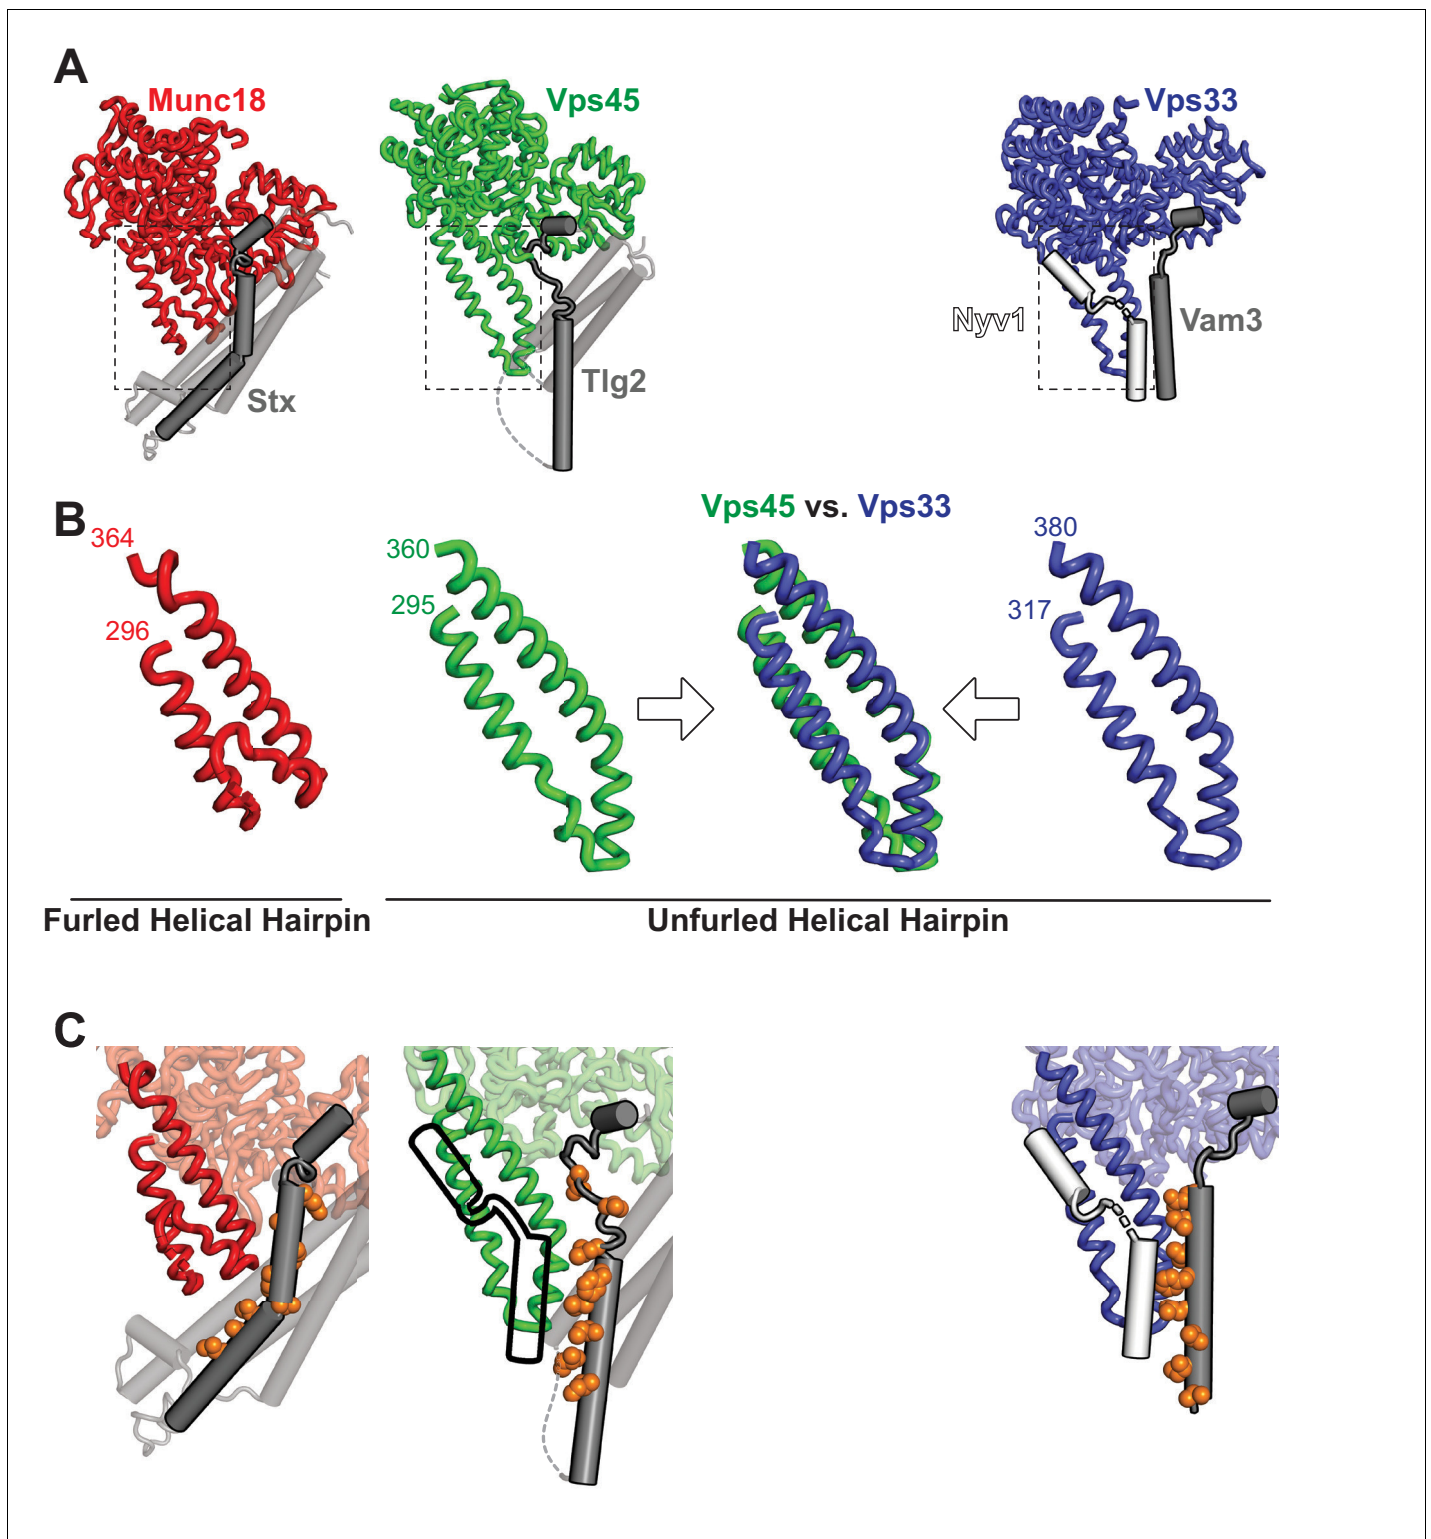 A
Munc18
Vps45
Vps33
Nyv1
Vam3
Stx
Tlg2
B
Vps45 vs. Vps33
364
360
380
295
317
296
Furled Helical Hairpin
Unfurled Helical Hairpin
C